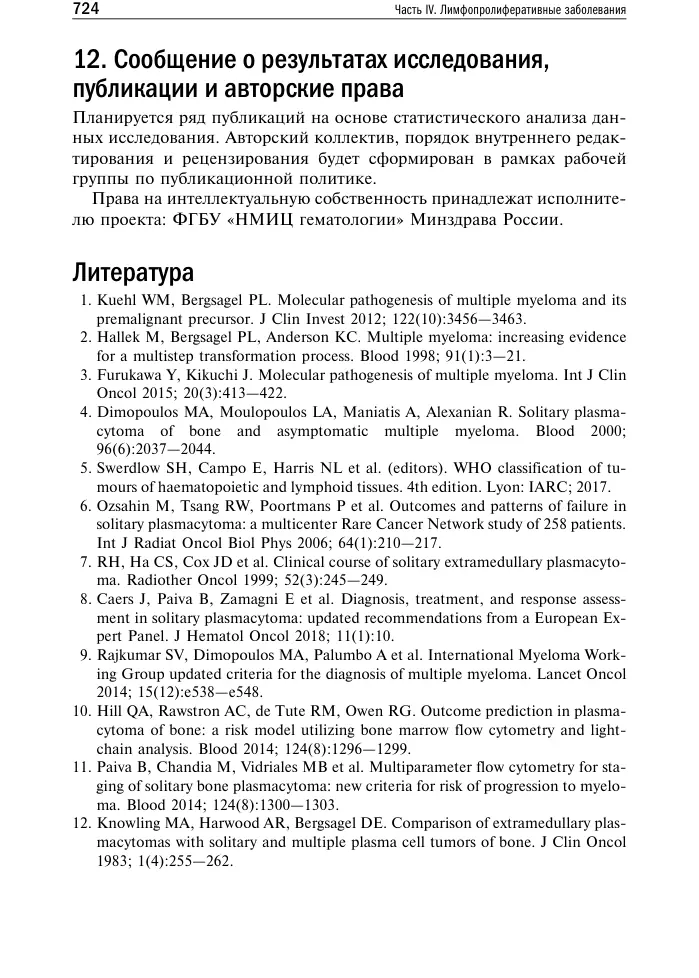 724
Часть IV. Лимфопролиферативные заболевания
12. Сообщение о результатах исследования,
публикации и авторские права
Планируется ряд публикаций на основе статистического анализа дан-
ных исследования. Авторский коллектив, порядок внутреннего редак-
тирования и рецензирования будет сформирован в рамках рабочей
группы по публикационной политике.
Права на интеллектуальную собственность принадлежат исполните-
лю проекта: ФГБУ «НМИЦ гематологии» Минздрава России.
Литература
1. Kuehl WM, Bergsagel PL. Molecular pathogenesis of multiple myeloma and its
premalignant precursor. J Clin Invest 2012; 122(10):3456—3463.
2. Hallek M, Bergsagel PL, Anderson KC. Multiple myeloma: increasing evidence
for a multistep transformation process. Blood 1998; 91(1):3—21.
3. Furukawa Y, Kikuchi J. Molecular pathogenesis of multiple myeloma. Int J Clin
Oncol 2015; 20(3):413—422.
4. Dimopoulos MA, Moulopoulos LA, Maniatis A, Alexanian R. Solitary plasma-
cytoma of bone and asymptomatic multiple myeloma. Blood 2000;
96(6):2037—2044.
5. Swerdlow SH, Campo E, Harris NL et al. (editors). WHO classification of tu-
mours of haematopoietic and lymphoid tissues. 4th edition. Lyon: IARC; 2017.
6. Ozsahin M, Tsang RW, Poortmans P et al. Outcomes and patterns of failure in
solitary plasmacytoma: a multicenter Rare Cancer Network study of 258 patients.
Int J Radiat Oncol Biol Phys 2006; 64(1):210—217.
7. RH, Ha CS, Cox JD et al. Clinical course of solitary extramedullary plasmacyto-
ma. Radiother Oncol 1999; 52(3):245—249.
8. Caers J, Paiva B, Zamagni E et al. Diagnosis, treatment, and response assess-
ment in solitary plasmacytoma: updated recommendations from a European Ex-
pert Panel. J Hematol Oncol 2018; 11(1):10.
9. Rajkumar SV, Dimopoulos MA, Palumbo A et al. International Myeloma Work-
ing Group updated criteria for the diagnosis of multiple myeloma. Lancet Oncol
2014; 15(12):e538—e548.
10. Hill QA, Rawstron AC, de Tute RM, Owen RG. Outcome prediction in plasma-
cytoma of bone: a risk model utilizing bone marrow flow cytometry and light-
chain analysis. Blood 2014; 124(8):1296—1299.
11. Paiva B, Chandia M, Vidriales MB et al. Multiparameter flow cytometry for sta-
ging of solitary bone plasmacytoma: new criteria for risk of progression to myelo-
ma. Blood 2014; 124(8):1300—1303.
12. Knowling MA, Harwood AR, Bergsagel DE. Comparison of extramedullary plas-
macytomas with solitary and multiple plasma cell tumors of bone. J Clin Oncol
1983; 1(4):255—262.